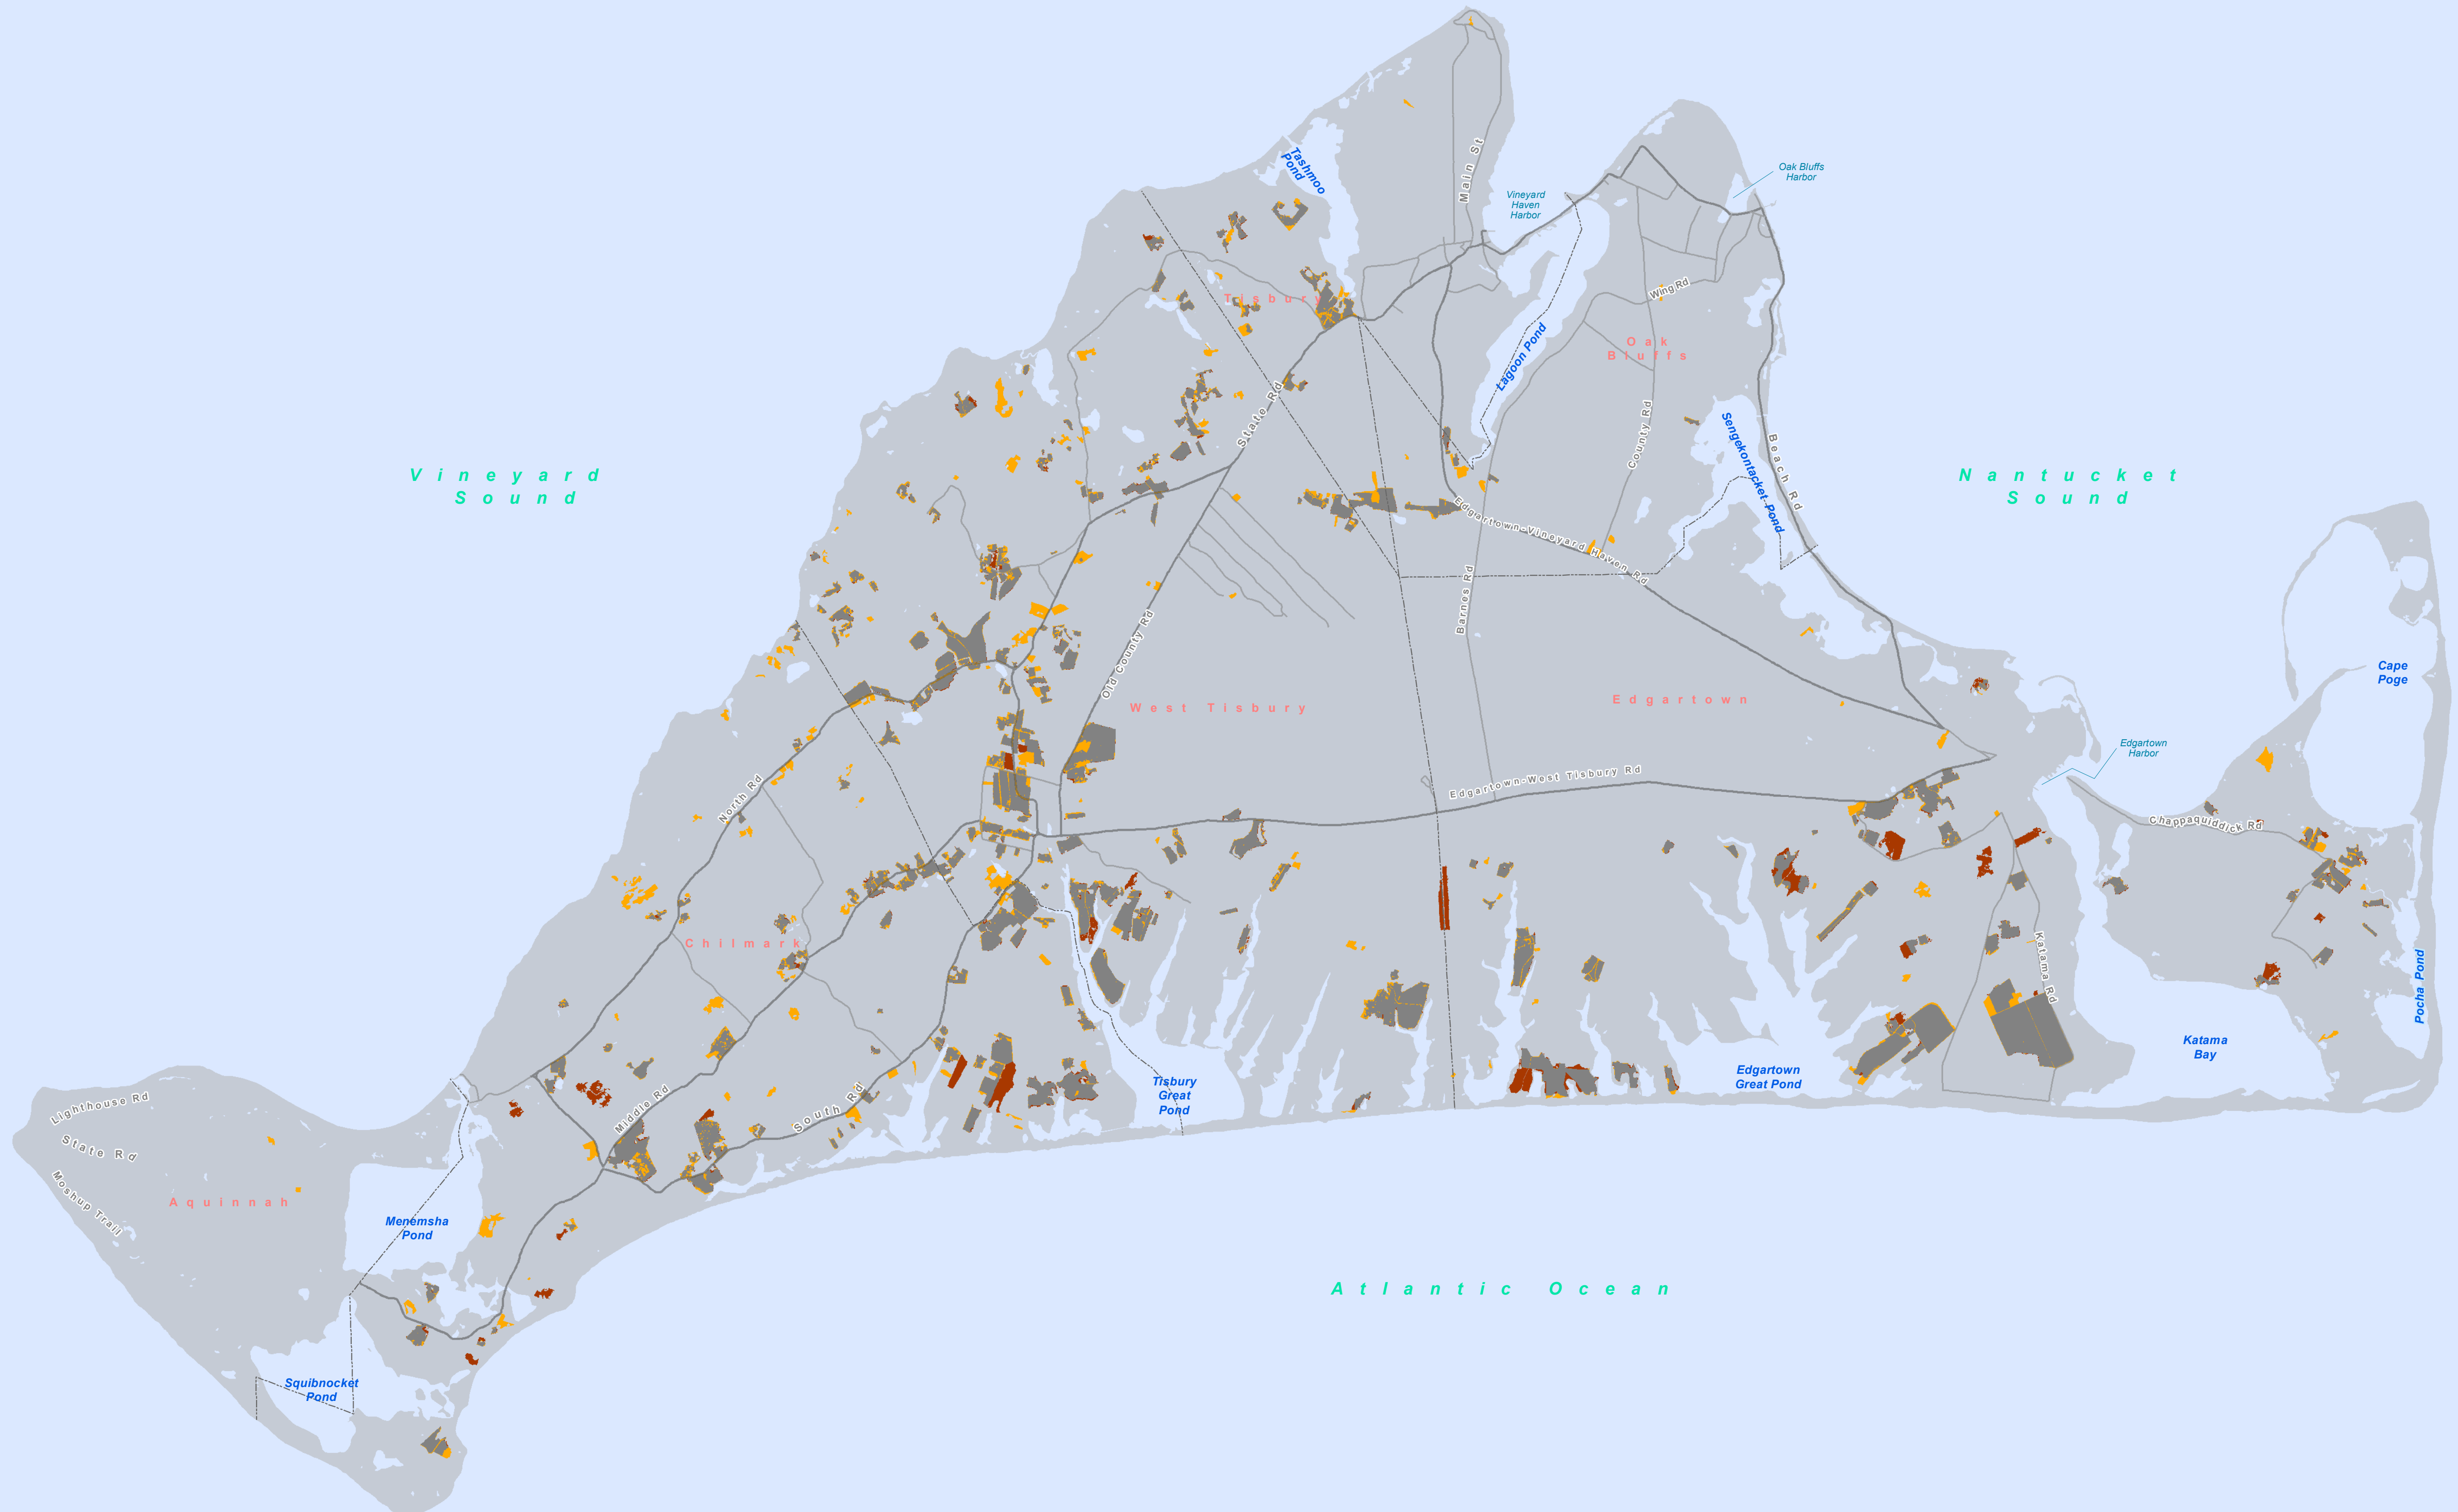 Main St
Tashmoo
Pond
Oak Bluffs
Harbor
Vineyard
Haven
Harbor
Tisbury
Wing Rd
Oak
Bluffs
Lagoon Pond
State Rd
County Rd
Sengekontacket Pond
Beach Rd
Vineyard
Sound
Nantucket
Sound
Edgartown-Vineyard Haven Rd
Barnes Rd
Old County Rd
Cape
Poge
West Tisbury
Edgartown
Edgartown
Harbor
North Rd
Edgartown-West Tisbury Rd
Chappaquiddick Rd
Chilmark
Katama Rd
Pocha Pond
Katama
Bay
Edgartown
Great Pond
Tisbury
Great
Pond
Middle Rd
South Rd
Lighthouse Rd
State Rd
Moshup Trail
Aquinnah
Menemsha
Pond
Atlantic Ocean
Squibnocket
Pond